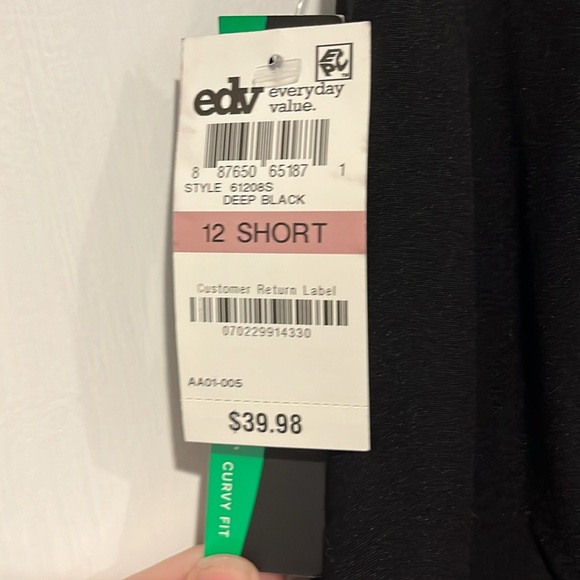 edv everyday
value.
EPC
8 87650 65187 1
STYLE 61208S
DEEP BLACK
12 SHORT
Customer Return Label
070229914330
AA01-005
$39.98
CURVY FIT